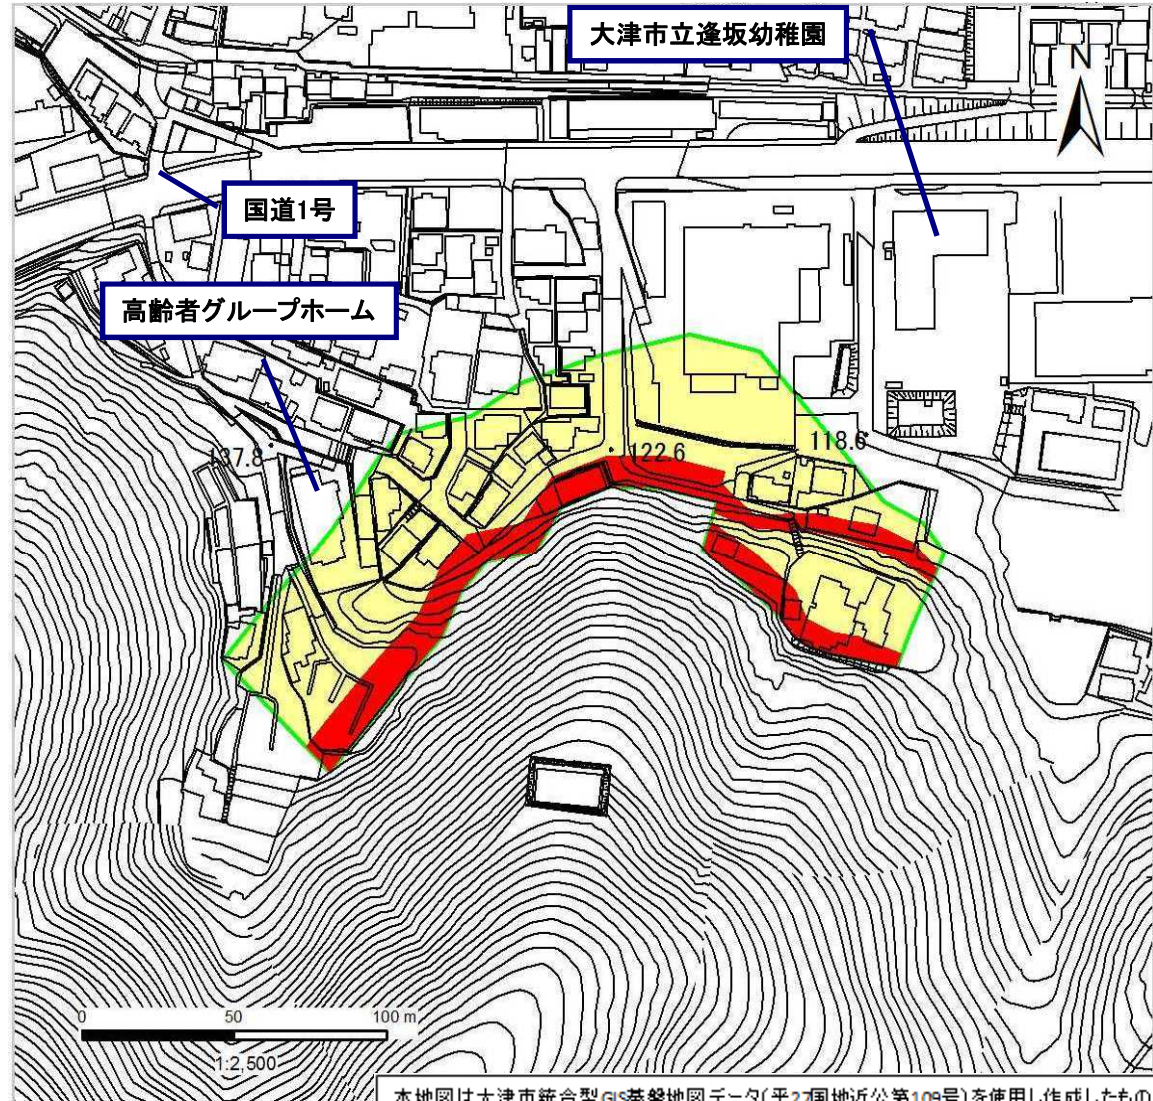 大津市立逢坂幼稚園
N
国道1号
高齢者グループホーム
137.8
122.6
118.6
0 50 100 m
1:2,500
本地図は大津市統合型GIS基盤地図データ(平27国地近公第109号)を使用し作成したもの